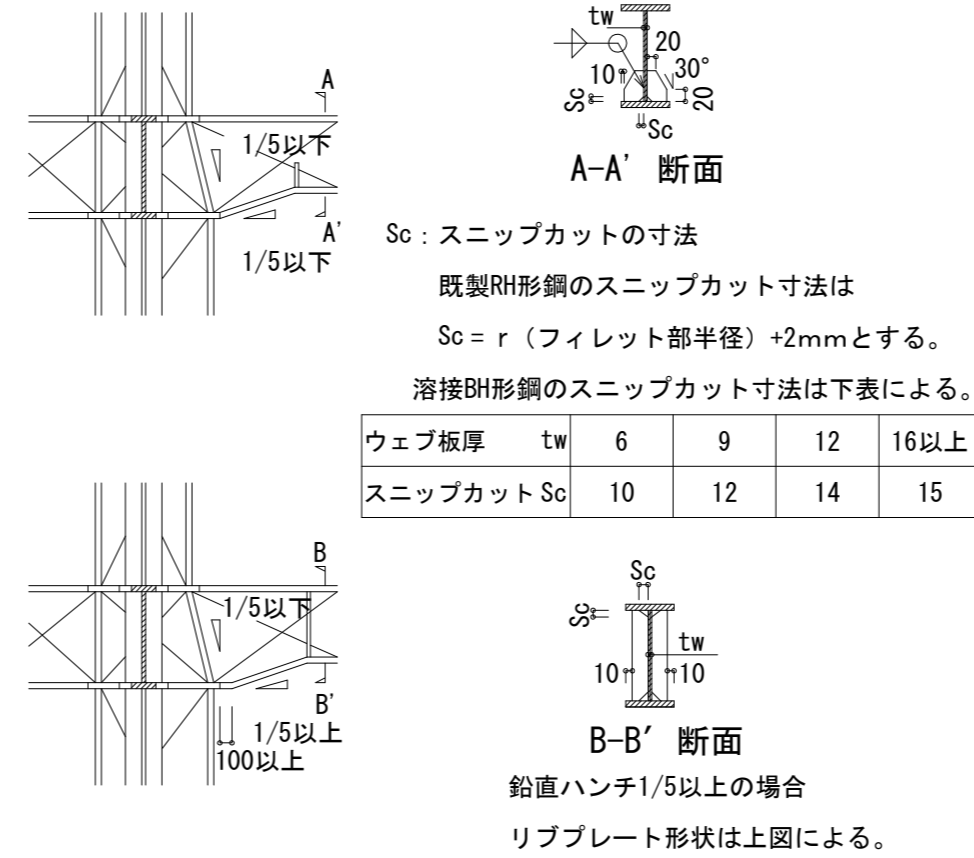 A
1/5以下
A'
1/5以下
tw
20
10
30°
Sc
20
Sc
A-A' 断面
Sc：スニップカットの寸法
既製RH形鋼のスニップカット寸法は
Sc = r（フィレット部半径）+2mmとする。
溶接BH形鋼のスニップカット寸法は下表による。
ウェブ板厚 tw 6 9 12 16以上
スニップカット Sc 10 12 14 15
B
1/5以下
B'
1/5以上
100以上
Sc
Sc
tw
10 10
B-B′ 断面
鉛直ハンチ1/5以上の場合
リブプレート形状は上図による。